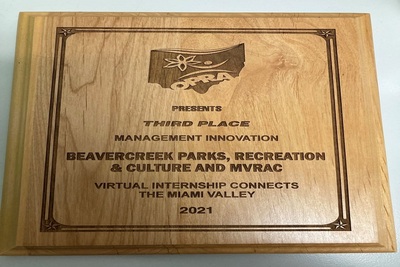 OPRA
PRESENTS
THIRD PLACE
MANAGEMENT INNOVATION
BEAVERCREEK PARKS, RECREATION
& CULTURE AND MVRAC
VIRTUAL INTERNSHIP CONNECTS
THE MIAMI VALLEY
2021